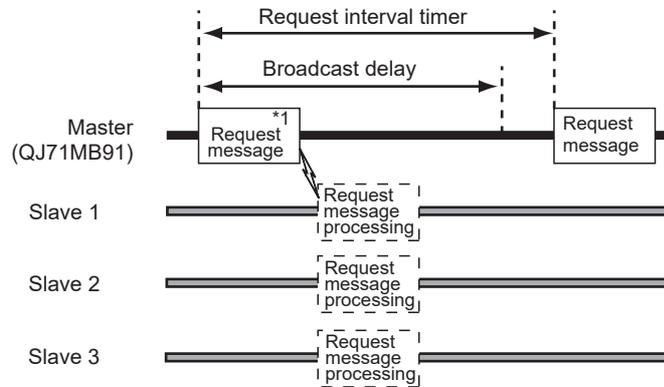 Request interval timer
Broadcast delay
Master
(QJ71MB91)
*1
Request
message
Request
message
Slave 1
Request
message
processing
Slave 2
Request
message
processing
Slave 3
Request
message
processing